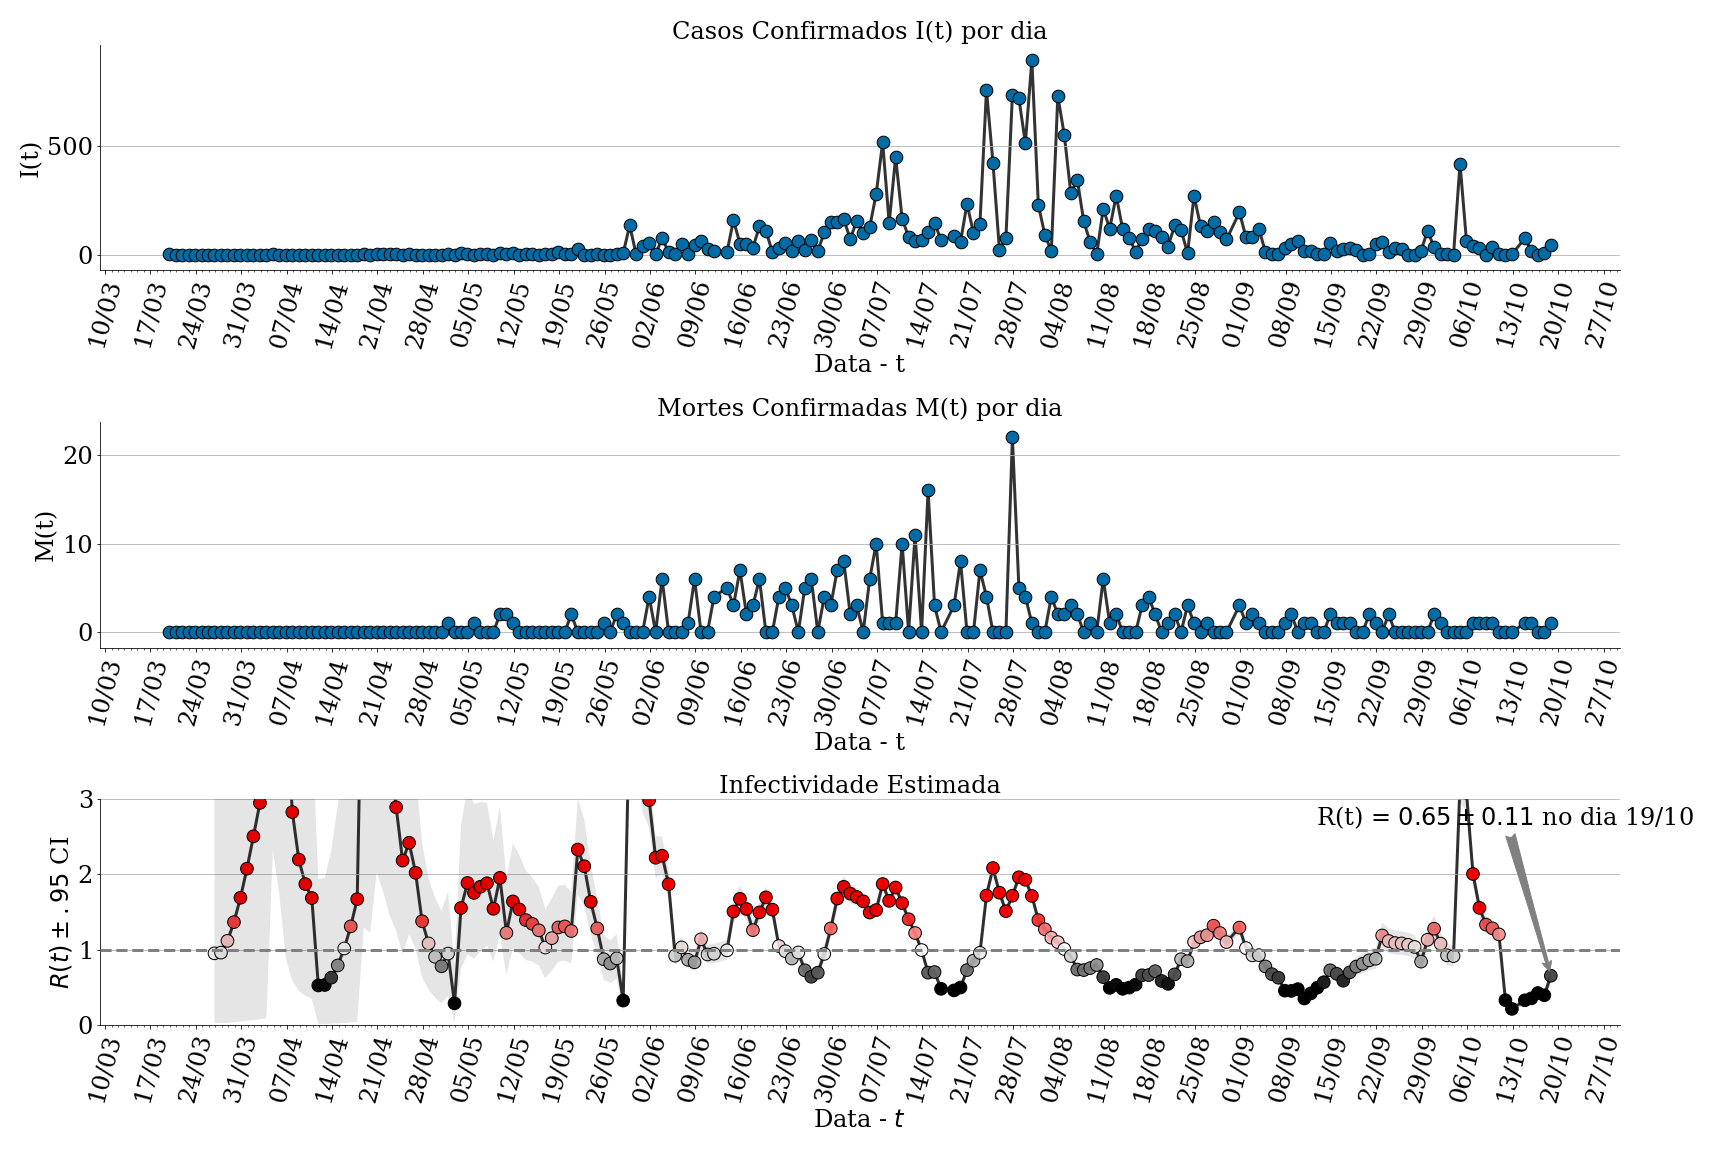 Casos Confirmados I(t) por dia
I(t)
500
0
10/03 17/03 24/03 31/03 07/04 14/04 21/04 28/04 05/05 12/05 19/05 26/05 02/06 09/06 16/06 23/06 30/06 07/07 14/07 21/07 28/07 04/08 11/08 18/08 25/08 01/09 08/09 15/09 22/09 29/09 06/10 13/10 20/10 27/10
Data - t
Mortes Confirmadas M(t) por dia
M(t)
20
10
0
10/03 17/03 24/03 31/03 07/04 14/04 21/04 28/04 05/05 12/05 19/05 26/05 02/06 09/06 16/06 23/06 30/06 07/07 14/07 21/07 28/07 04/08 11/08 18/08 25/08 01/09 08/09 15/09 22/09 29/09 06/10 13/10 20/10 27/10
Data - t
Infectividade Estimada
R(t) ± .95 CI
3
2
1
0
R(t) = 0.65 ± 0.11 no dia 19/10
10/03 17/03 24/03 31/03 07/04 14/04 21/04 28/04 05/05 12/05 19/05 26/05 02/06 09/06 16/06 23/06 30/06 07/07 14/07 21/07 28/07 04/08 11/08 18/08 25/08 01/09 08/09 15/09 22/09 29/09 06/10 13/10 20/10 27/10
Data - t